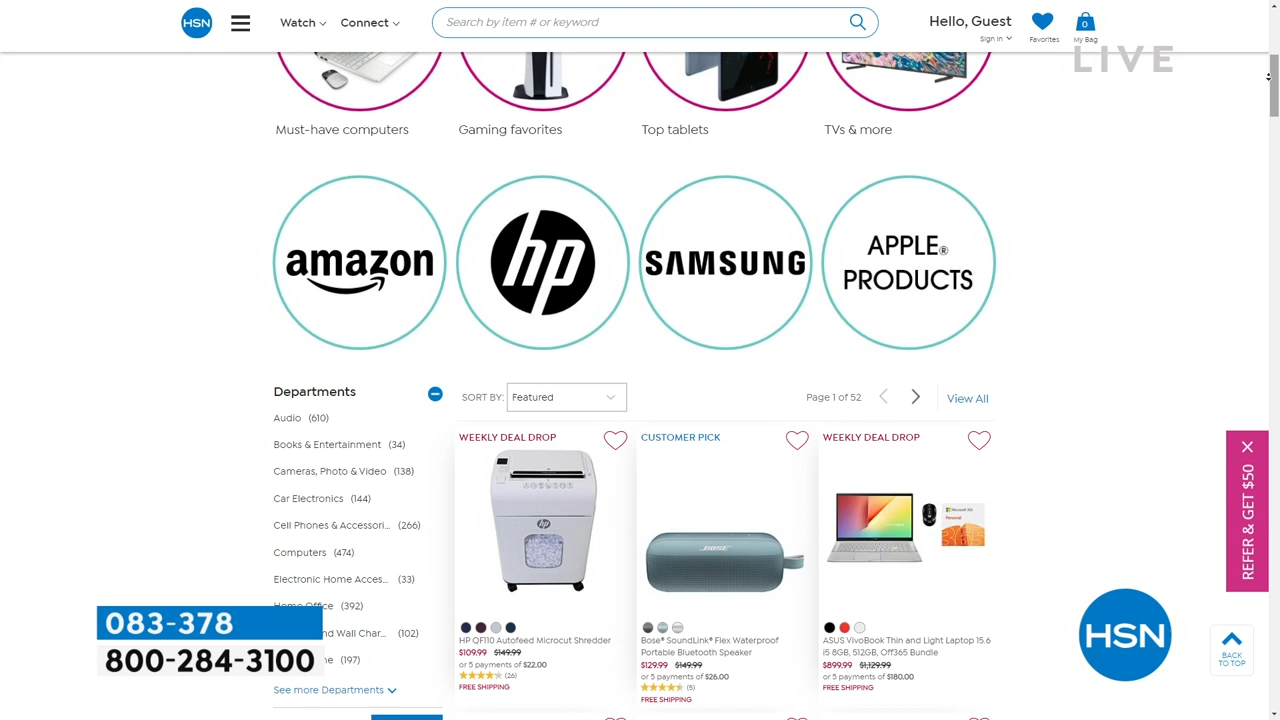 HSN
Watch
Connect
Search by item # or keyword
Hello, Guest
Sign In
Favorites
0
My Bag
LIVE
Must-have computers
Gaming favorites
Top tablets
TVs & more
amazon
hp
SAMSUNG
APPLE®
PRODUCTS
Departments
SORT BY:
Featured
Page 1 of 52
View All
Audio (610)
Books & Entertainment (34)
Cameras, Photo & Video (138)
Car Electronics (144)
Cell Phones & Accessori... (266)
Computers (474)
Electronic Home Acces... (33)
Home Office (392)
nd Wall Char... (102)
(197)
See more Departments
WEEKLY DEAL DROP
hp
HP QF110 Autofeed Microcut Shredder
$109.99 $149.99
or 5 payments of $22.00
(26)
FREE SHIPPING
CUSTOMER PICK
BOSE
Bose® SoundLink® Flex Waterproof
Portable Bluetooth Speaker
$129.99 $149.99
or 5 payments of $26.00
(5)
FREE SHIPPING
WEEKLY DEAL DROP
Microsoft 365
Personal
ASUS VivoBook Thin and Light Laptop 15.6
i5 8GB, 512GB, Off365 Bundle
$899.99 $1,129.99
or 5 payments of $180.00
FREE SHIPPING
REFER & GET $50
083-378
800-284-3100
HSN
BACK
TO TOP